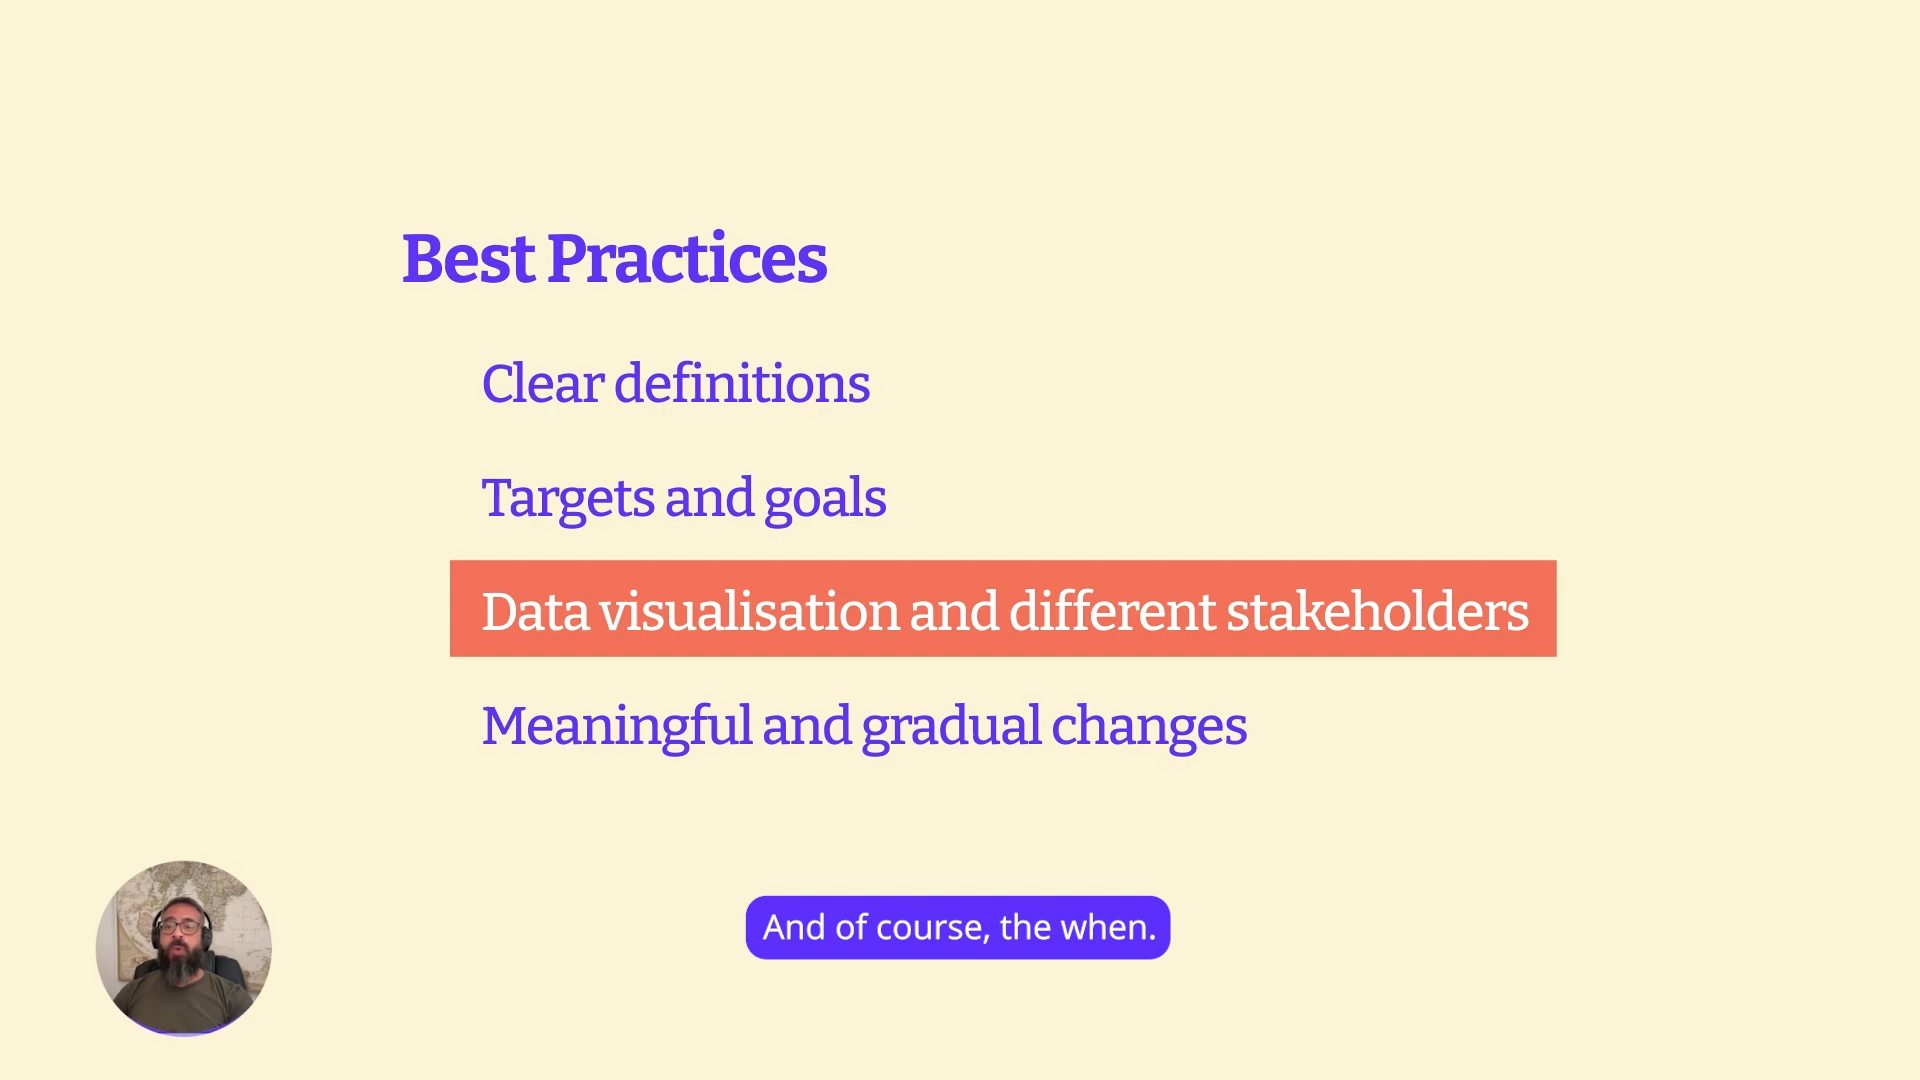 Best Practices
Clear definitions
Targets and goals
Data visualisation and different stakeholders
Meaningful and gradual changes
And of course, the when.